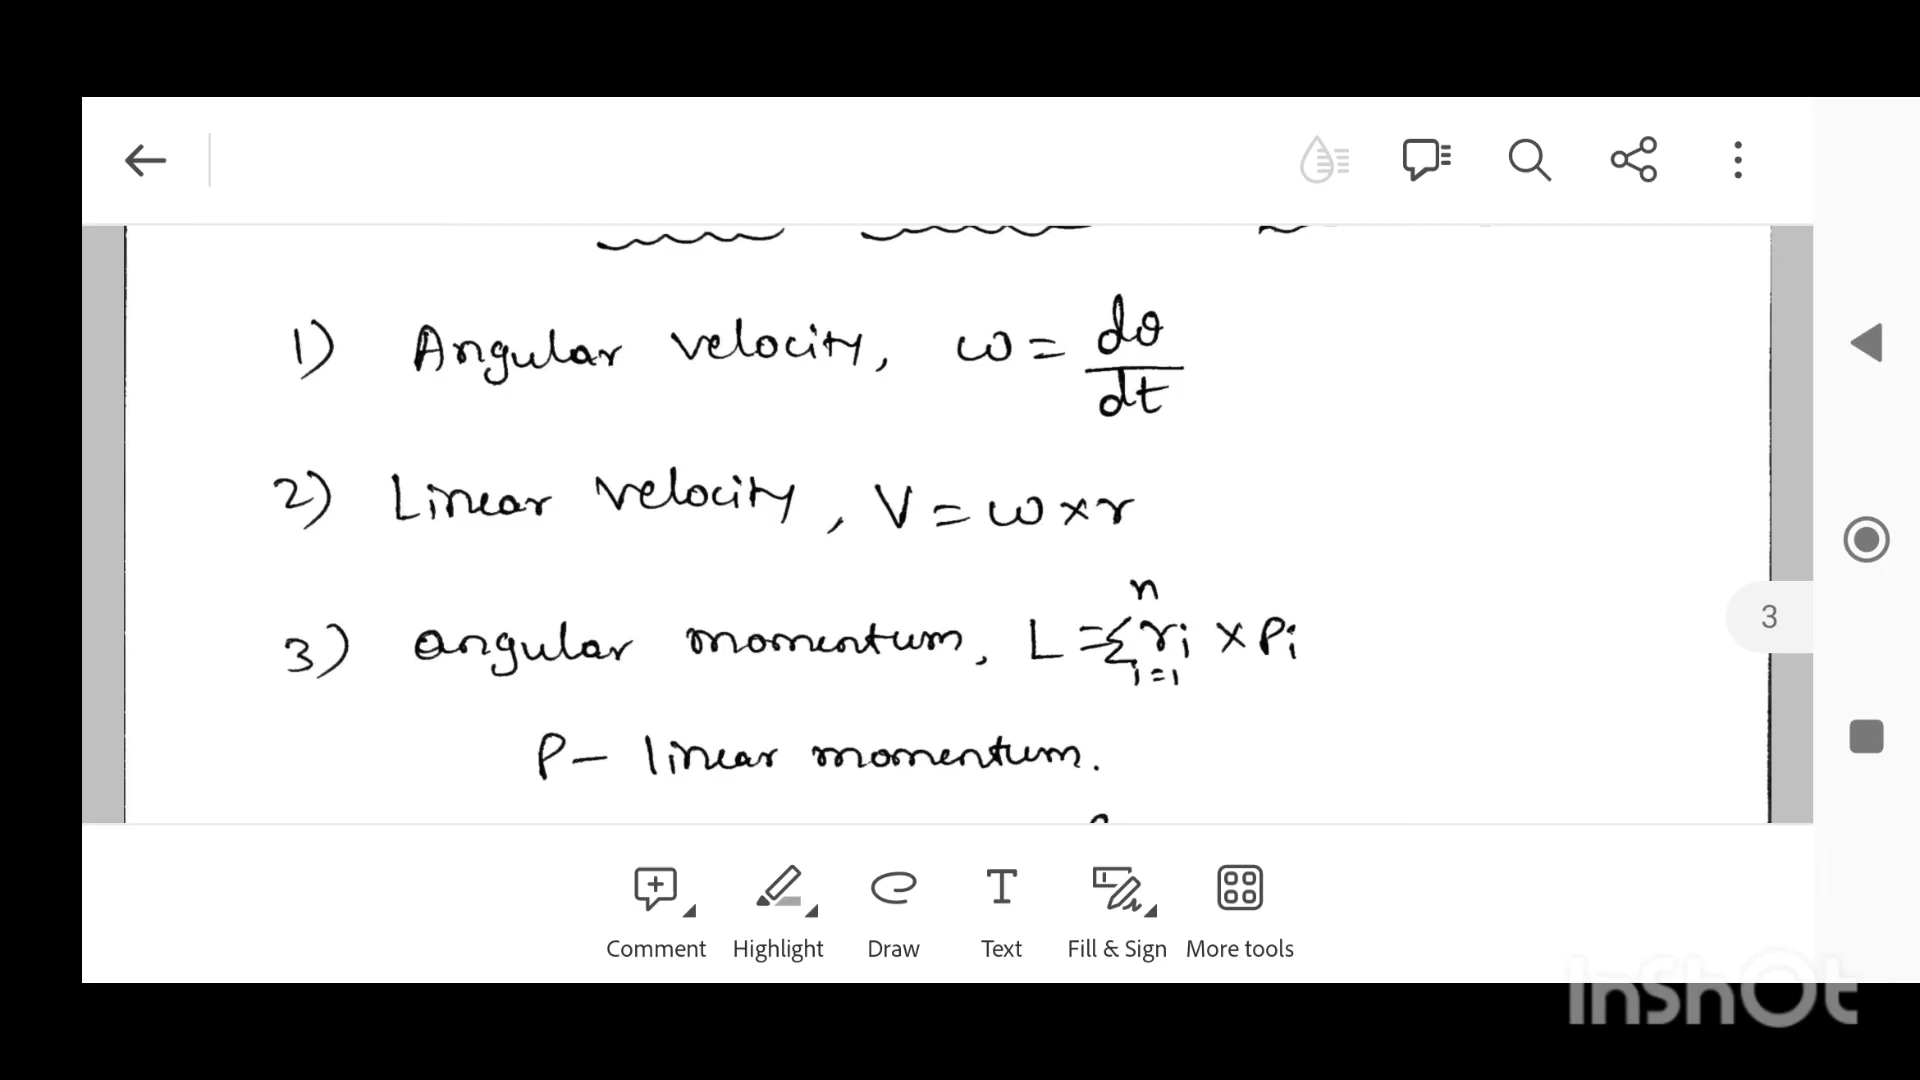 1) Angular velocity, ω = dθ/dt
2) Linear velocity, V = ω × r
3) angular momentum, L = Σ(i=1 to n) ri × Pi
3
P - linear momentum.
Comment Highlight Draw Text Fill & Sign More tools
InShOt